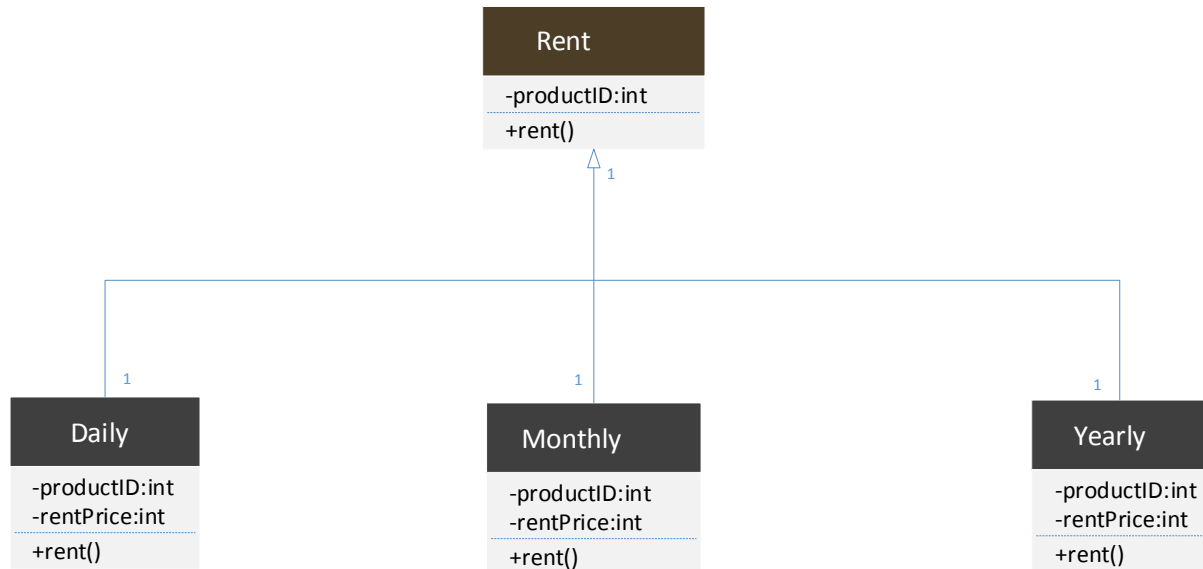 Rent
-productID:int
+rent()
1
1
1
1
Daily
-productID:int
-rentPrice:int
+rent()
Monthly
-productID:int
-rentPrice:int
+rent()
Yearly
-productID:int
-rentPrice:int
+rent()